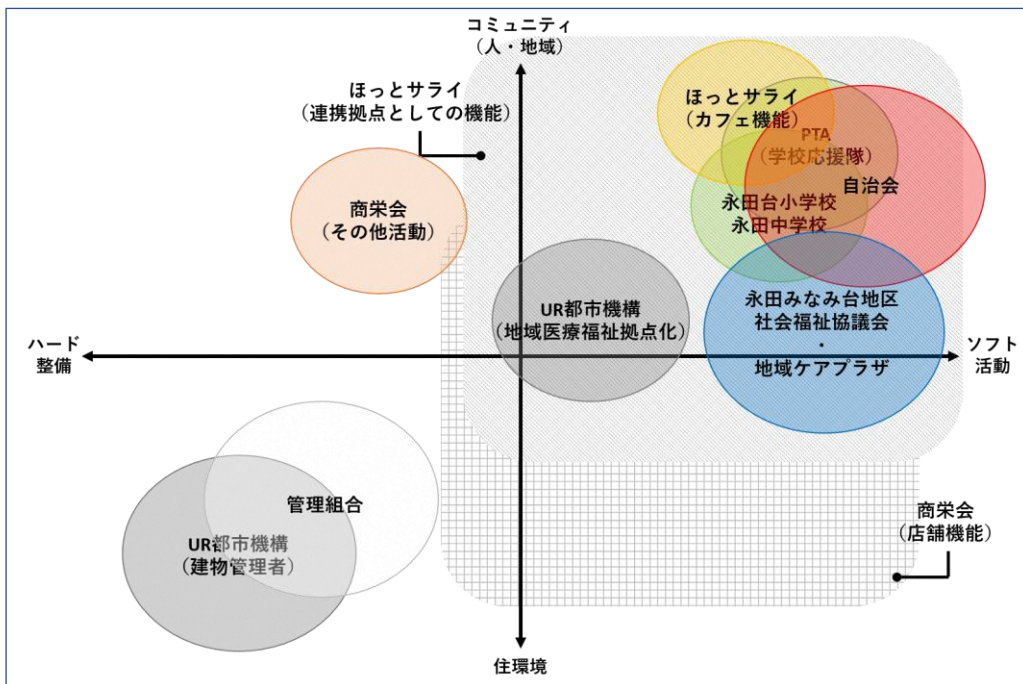 コミュニティ
（人・地域）
ほっとサライ
（連携拠点としての機能）
ほっとサライ
（カフェ機能）
PTA
（学校応援隊）
自治会
商栄会
（その他活動）
永田台小学校
永田中学校
UR都市機構
（地域医療福祉拠点化）
永田みなみ台地区
社会福祉協議会
・
地域ケアプラザ
ハード
整備
ソフト
活動
管理組合
UR都市機構
（建物管理者）
商栄会
（店舗機能）
住環境